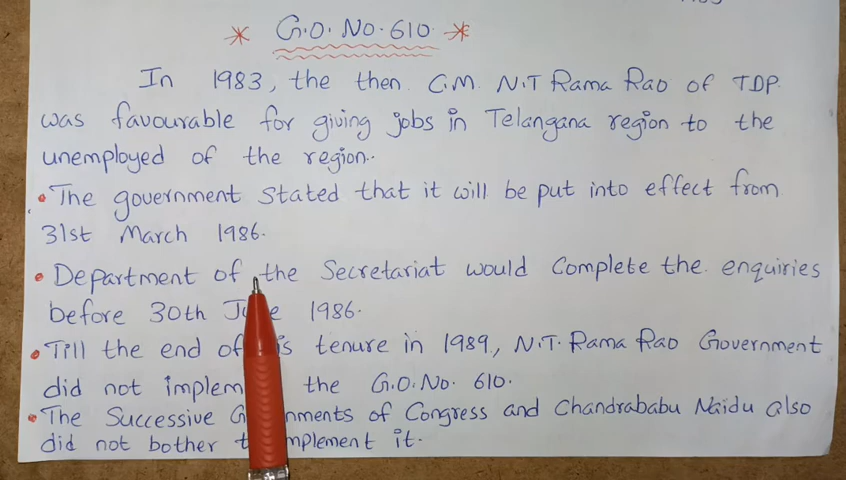 * G.O. No. 610 *
In 1983, the then C.M. N.T Rama Rao of TDP
was favourable for giving jobs in Telangana region to the
unemployed of the region..
• The government stated that it will be put into effect from
31st March 1986.
• Department of the Secretariat would complete the enquiries
before 30th 1986.
• Till the end of tenure in 1989, N.T. Rama Rao Government
did not the G.O. No. 610.
• The Successive of Congress and Chandrababu Naidu also
did not bother it.